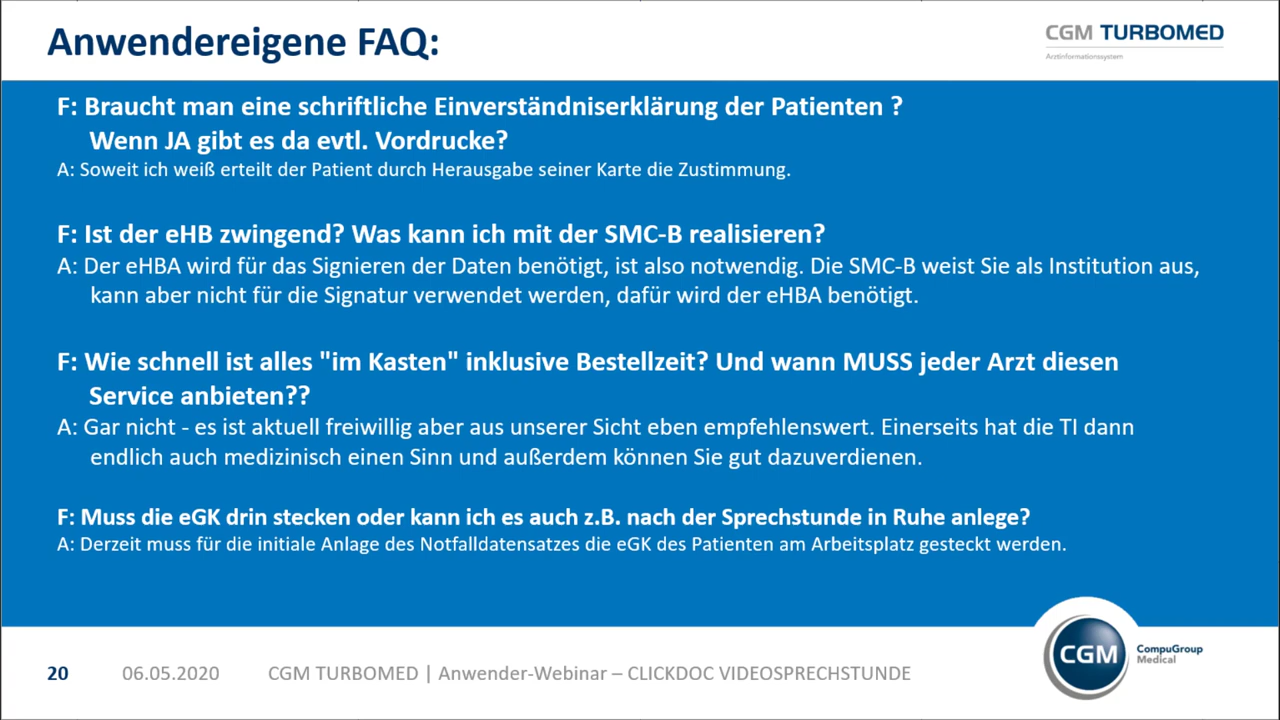 Anwendereigene FAQ:
CGM TURBOMED
Arztinformationssystem
F: Braucht man eine schriftliche Einverständniserklärung der Patienten ?
Wenn JA gibt es da evtl. Vordrucke?
A: Soweit ich weiß erteilt der Patient durch Herausgabe seiner Karte die Zustimmung.
F: Ist der eHB zwingend? Was kann ich mit der SMC-B realisieren?
A: Der eHBA wird für das Signieren der Daten benötigt, ist also notwendig. Die SMC-B weist Sie als Institution aus,
kann aber nicht für die Signatur verwendet werden, dafür wird der eHBA benötigt.
F: Wie schnell ist alles "im Kasten" inklusive Bestellzeit? Und wann MUSS jeder Arzt diesen
Service anbieten??
A: Gar nicht - es ist aktuell freiwillig aber aus unserer Sicht eben empfehlenswert. Einerseits hat die TI dann
endlich auch medizinisch einen Sinn und außerdem können Sie gut dazuverdienen.
F: Muss die eGK drin stecken oder kann ich es auch z.B. nach der Sprechstunde in Ruhe anlege?
A: Derzeit muss für die initiale Anlage des Notfalldatensatzes die eGK des Patienten am Arbeitsplatz gesteckt werden.
CGM
CompuGroup
Medical
20 06.05.2020 CGM TURBOMED | Anwender-Webinar – CLICKDOC VIDEOSPRECHSTUNDE